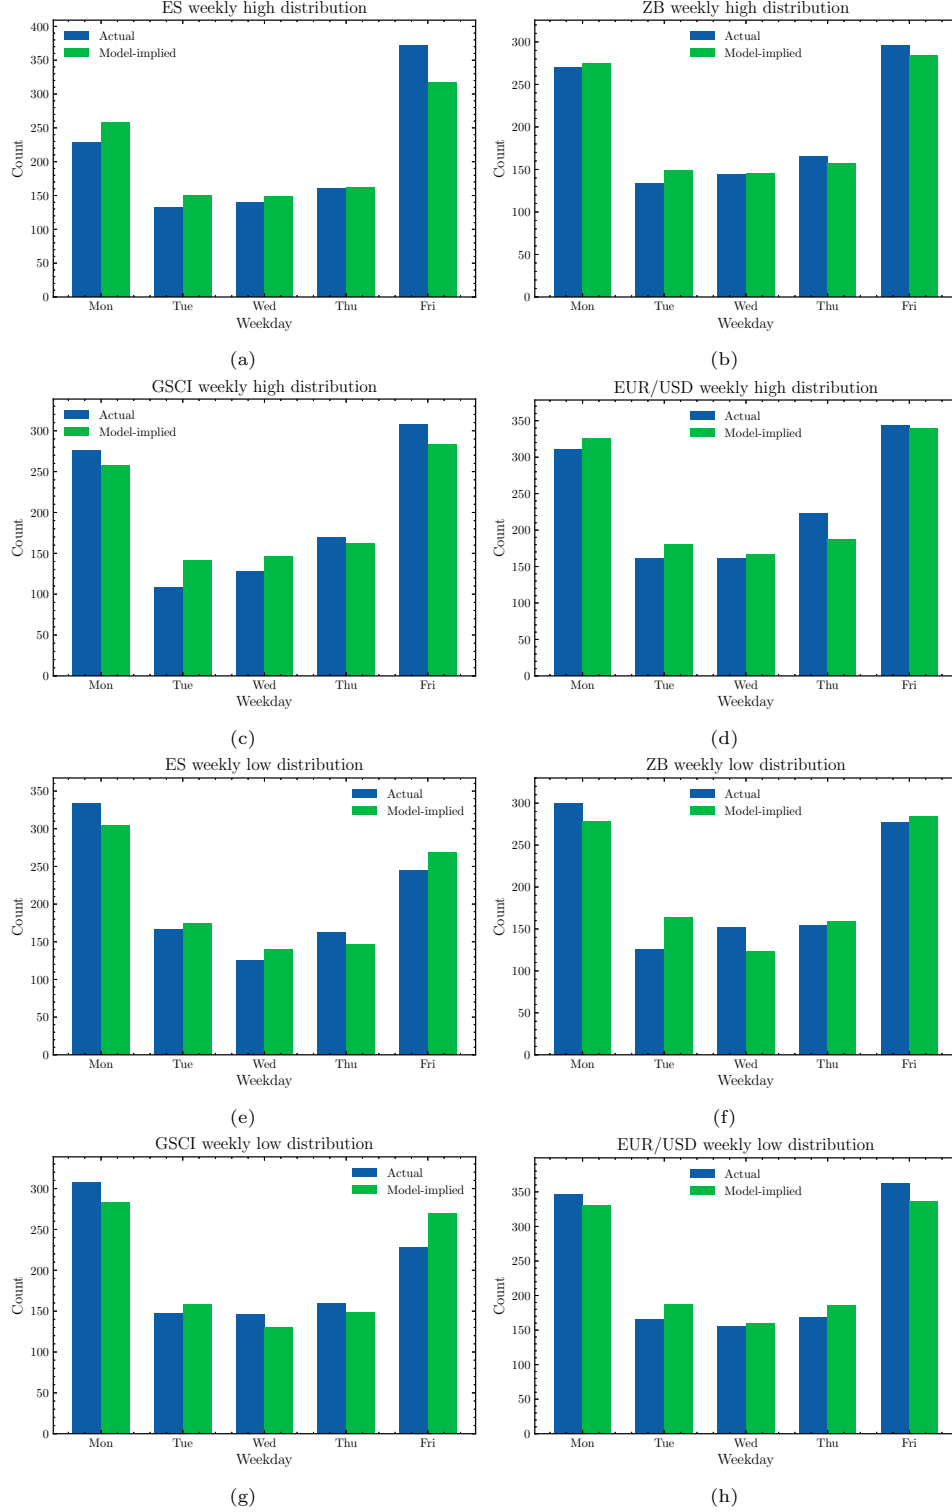 ES weekly high distribution
400
350
300
250
200
150
100
50
0
Count
Actual
Model-implied
Mon Tue Wed Thu Fri
Weekday
(a)
ZB weekly high distribution
300
250
200
150
100
50
0
Count
Actual
Model-implied
Mon Tue Wed Thu Fri
Weekday
(b)
GSCI weekly high distribution
300
250
200
150
100
50
0
Count
Actual
Model-implied
Mon Tue Wed Thu Fri
Weekday
(c)
EUR/USD weekly high distribution
350
300
250
200
150
100
50
0
Count
Actual
Model-implied
Mon Tue Wed Thu Fri
Weekday
(d)
ES weekly low distribution
350
300
250
200
150
100
50
0
Count
Actual
Model-implied
Mon Tue Wed Thu Fri
Weekday
(e)
ZB weekly low distribution
300
250
200
150
100
50
0
Count
Actual
Model-implied
Mon Tue Wed Thu Fri
Weekday
(f)
GSCI weekly low distribution
300
250
200
150
100
50
0
Count
Actual
Model-implied
Mon Tue Wed Thu Fri
Weekday
(g)
EUR/USD weekly low distribution
350
300
250
200
150
100
50
0
Count
Actual
Model-implied
Mon Tue Wed Thu Fri
Weekday
(h)